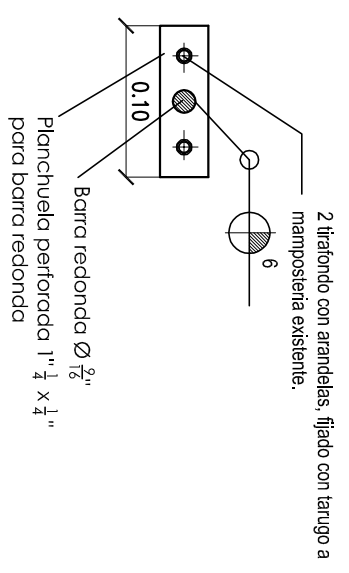 2 tirafondo con arandelas, fijado con tarugo a
mamposteria existente.
6
0.10
Barra redonda Ø 9/16"
Planchuela perforada 1" 1/4 x 1/4"
para barra redonda